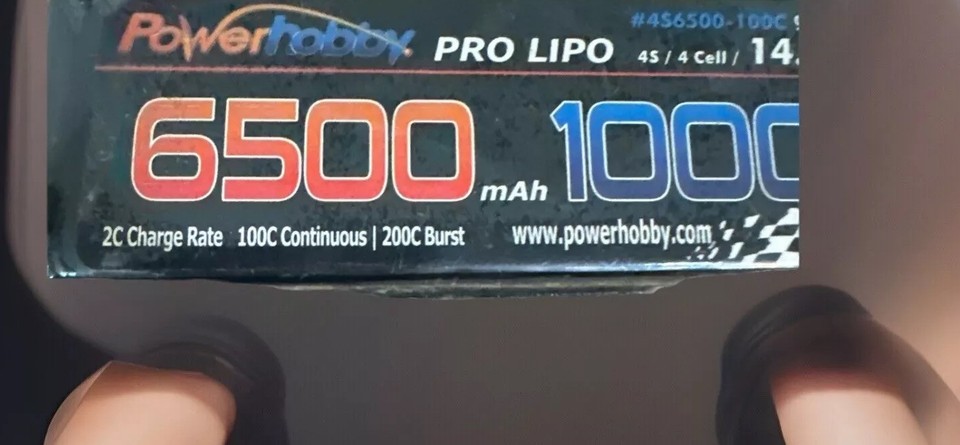 Powerhobby PRO LIPO
#4S6500-100C
4S / 4 Cell / 14.
6500 mAh 100C
2C Charge Rate 100C Continuous | 200C Burst www.powerhobby.com